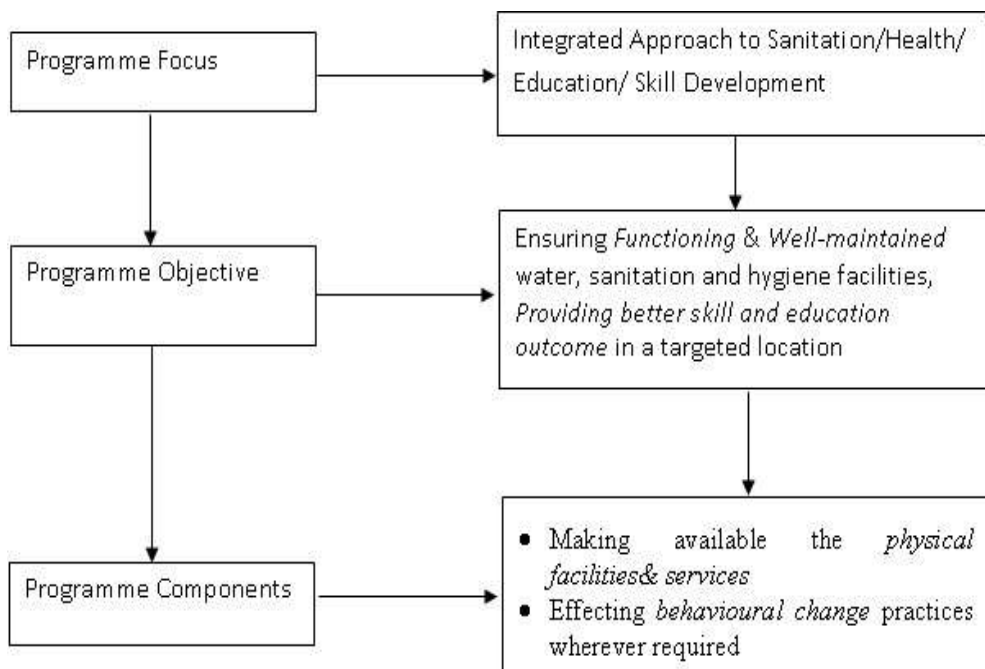 Programme Focus
Integrated Approach to Sanitation/Health/
Education/ Skill Development
Programme Objective
Ensuring Functioning & Well-maintained
water, sanitation and hygiene facilities,
Providing better skill and education
outcome in a targeted location
Programme Components
• Making available the physical
facilities& services
• Effecting behavioural change practices
wherever required